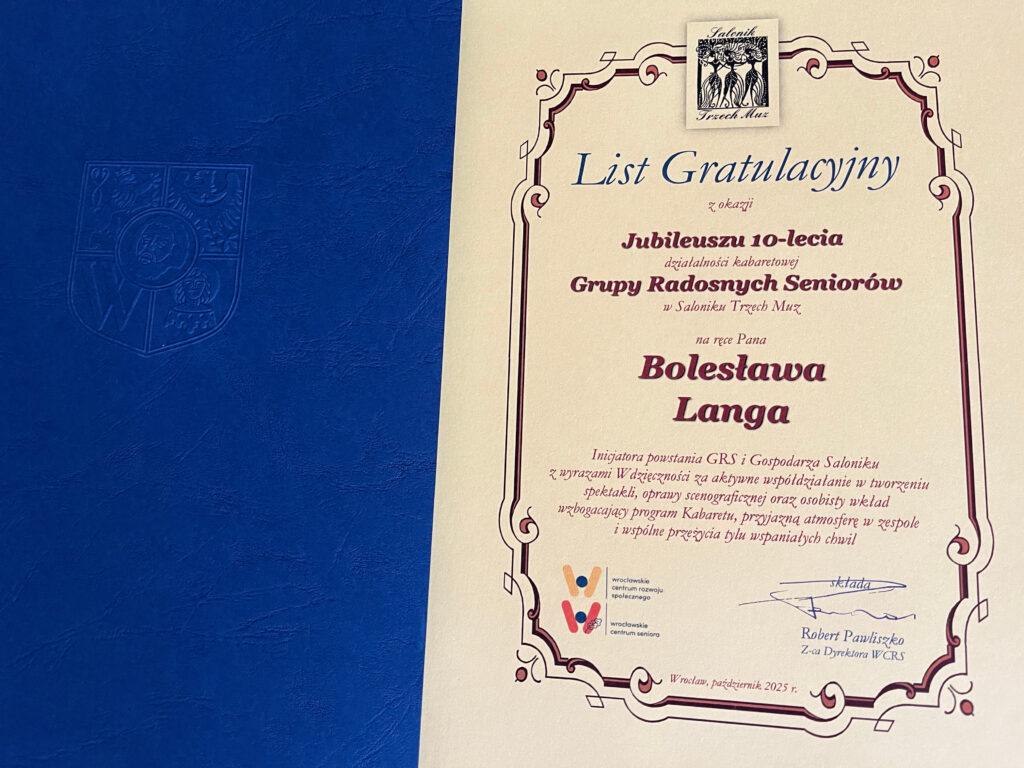 Salonik
Trzech Muz
List Gratulacyjny
z okazji
Jubileuszu 10-lecia
działalności kabaretowej
Grupy Radosnych Seniorów
w Saloniku Trzech Muz
na ręce Pana
Bolesława
Langa
Inicjatora powstania GRS i Gospodarza Saloniku
z wyrazami Wdzięczności za aktywne współdziałanie w tworzeniu
spektakli, oprawy scenograficznej oraz osobisty wkład
wzbogacający program Kabaretu, przyjazną atmosferę w zespole
i wspólne przeżycia tylu wspaniałych chwil
wrocławskie
centrum rozwoju
społecznego
wrocławskie
centrum seniora
składa
Robert Pawliszko
Z-ca Dyrektora WCRS
Wrocław, październik 2025 r.
W